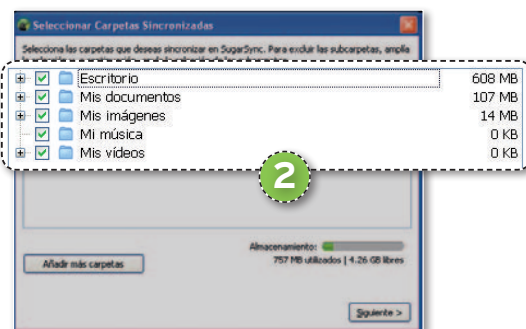 Seleccionar Carpetas Sincronizadas
Selecciona las carpetas que deseas sincronizar en SugarSync. Para excluir las subcarpetas, amplía
Escritorio 608 MB
Mis documentos 107 MB
Mis imágenes 14 MB
Mi música 0 KB
Mis vídeos 0 KB
2
Almacenamiento:
Añadir más carpetas 757 MB utilizados | 4.26 GB libres
Siguiente >